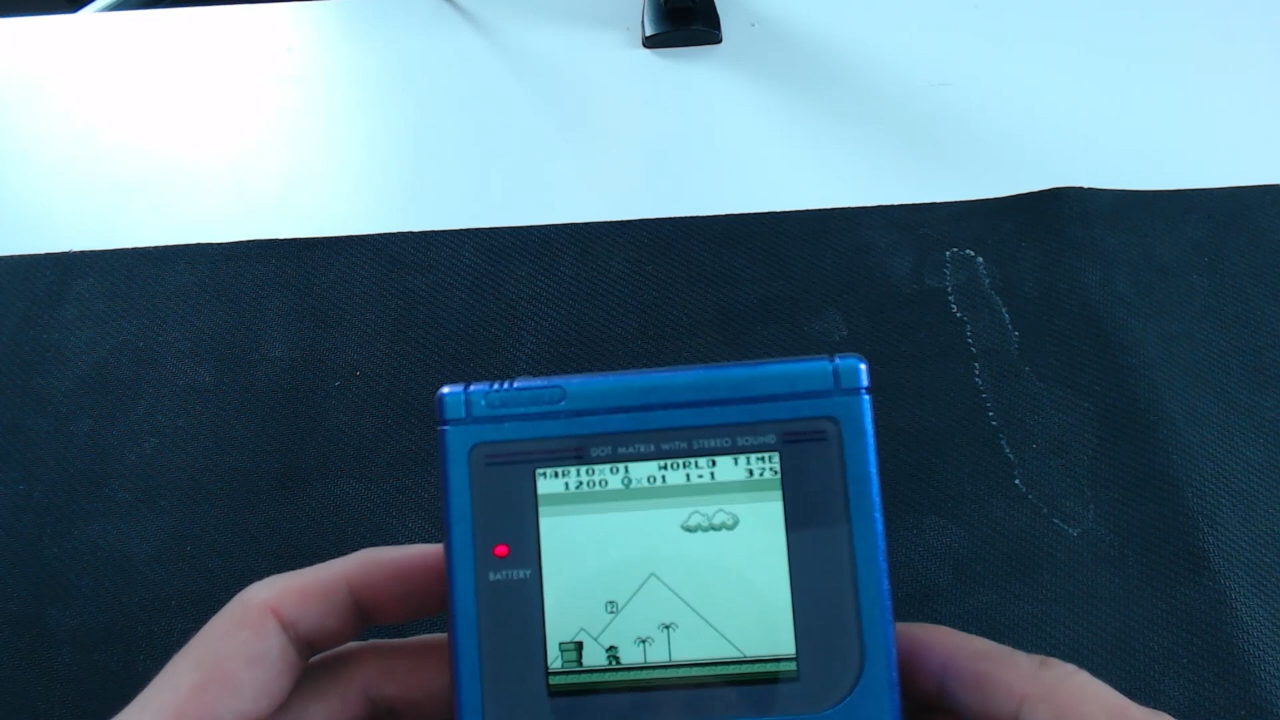 DOT MATRIX WITH STEREO SOUND
MARIO×01 WORLD TIME
1200 ×01 1-1 375
?
BATTERY